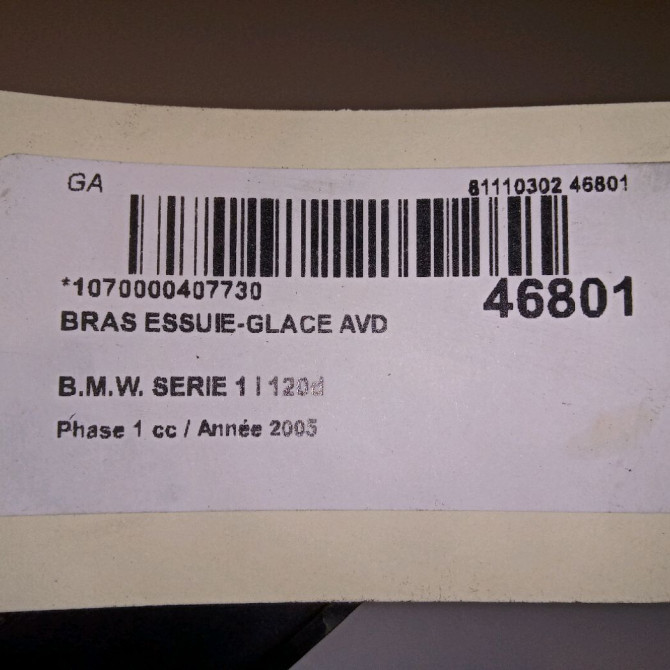 GA
81110302 46801
*1070000407730
46801
BRAS ESSUIE-GLACE AVD
B.M.W. SERIE 1 I 120d
Phase 1 cc / Année 2005